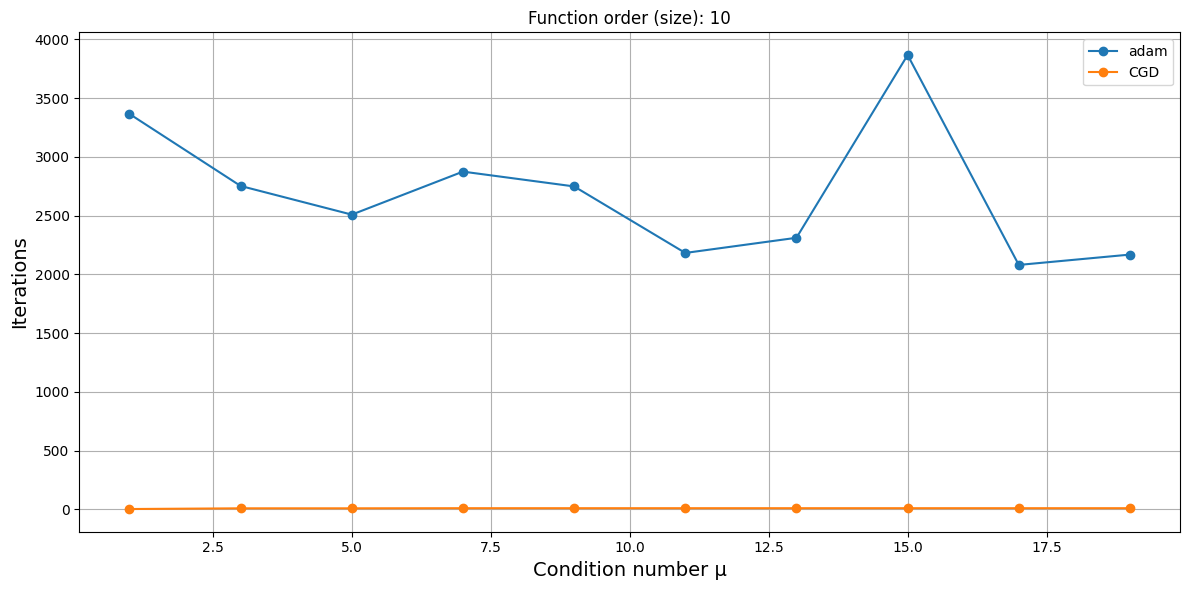 Function order (size): 10
adam
CGD
Iterations
4000
3500
3000
2500
2000
1500
1000
500
0
2.5 5.0 7.5 10.0 12.5 15.0 17.5
Condition number μ